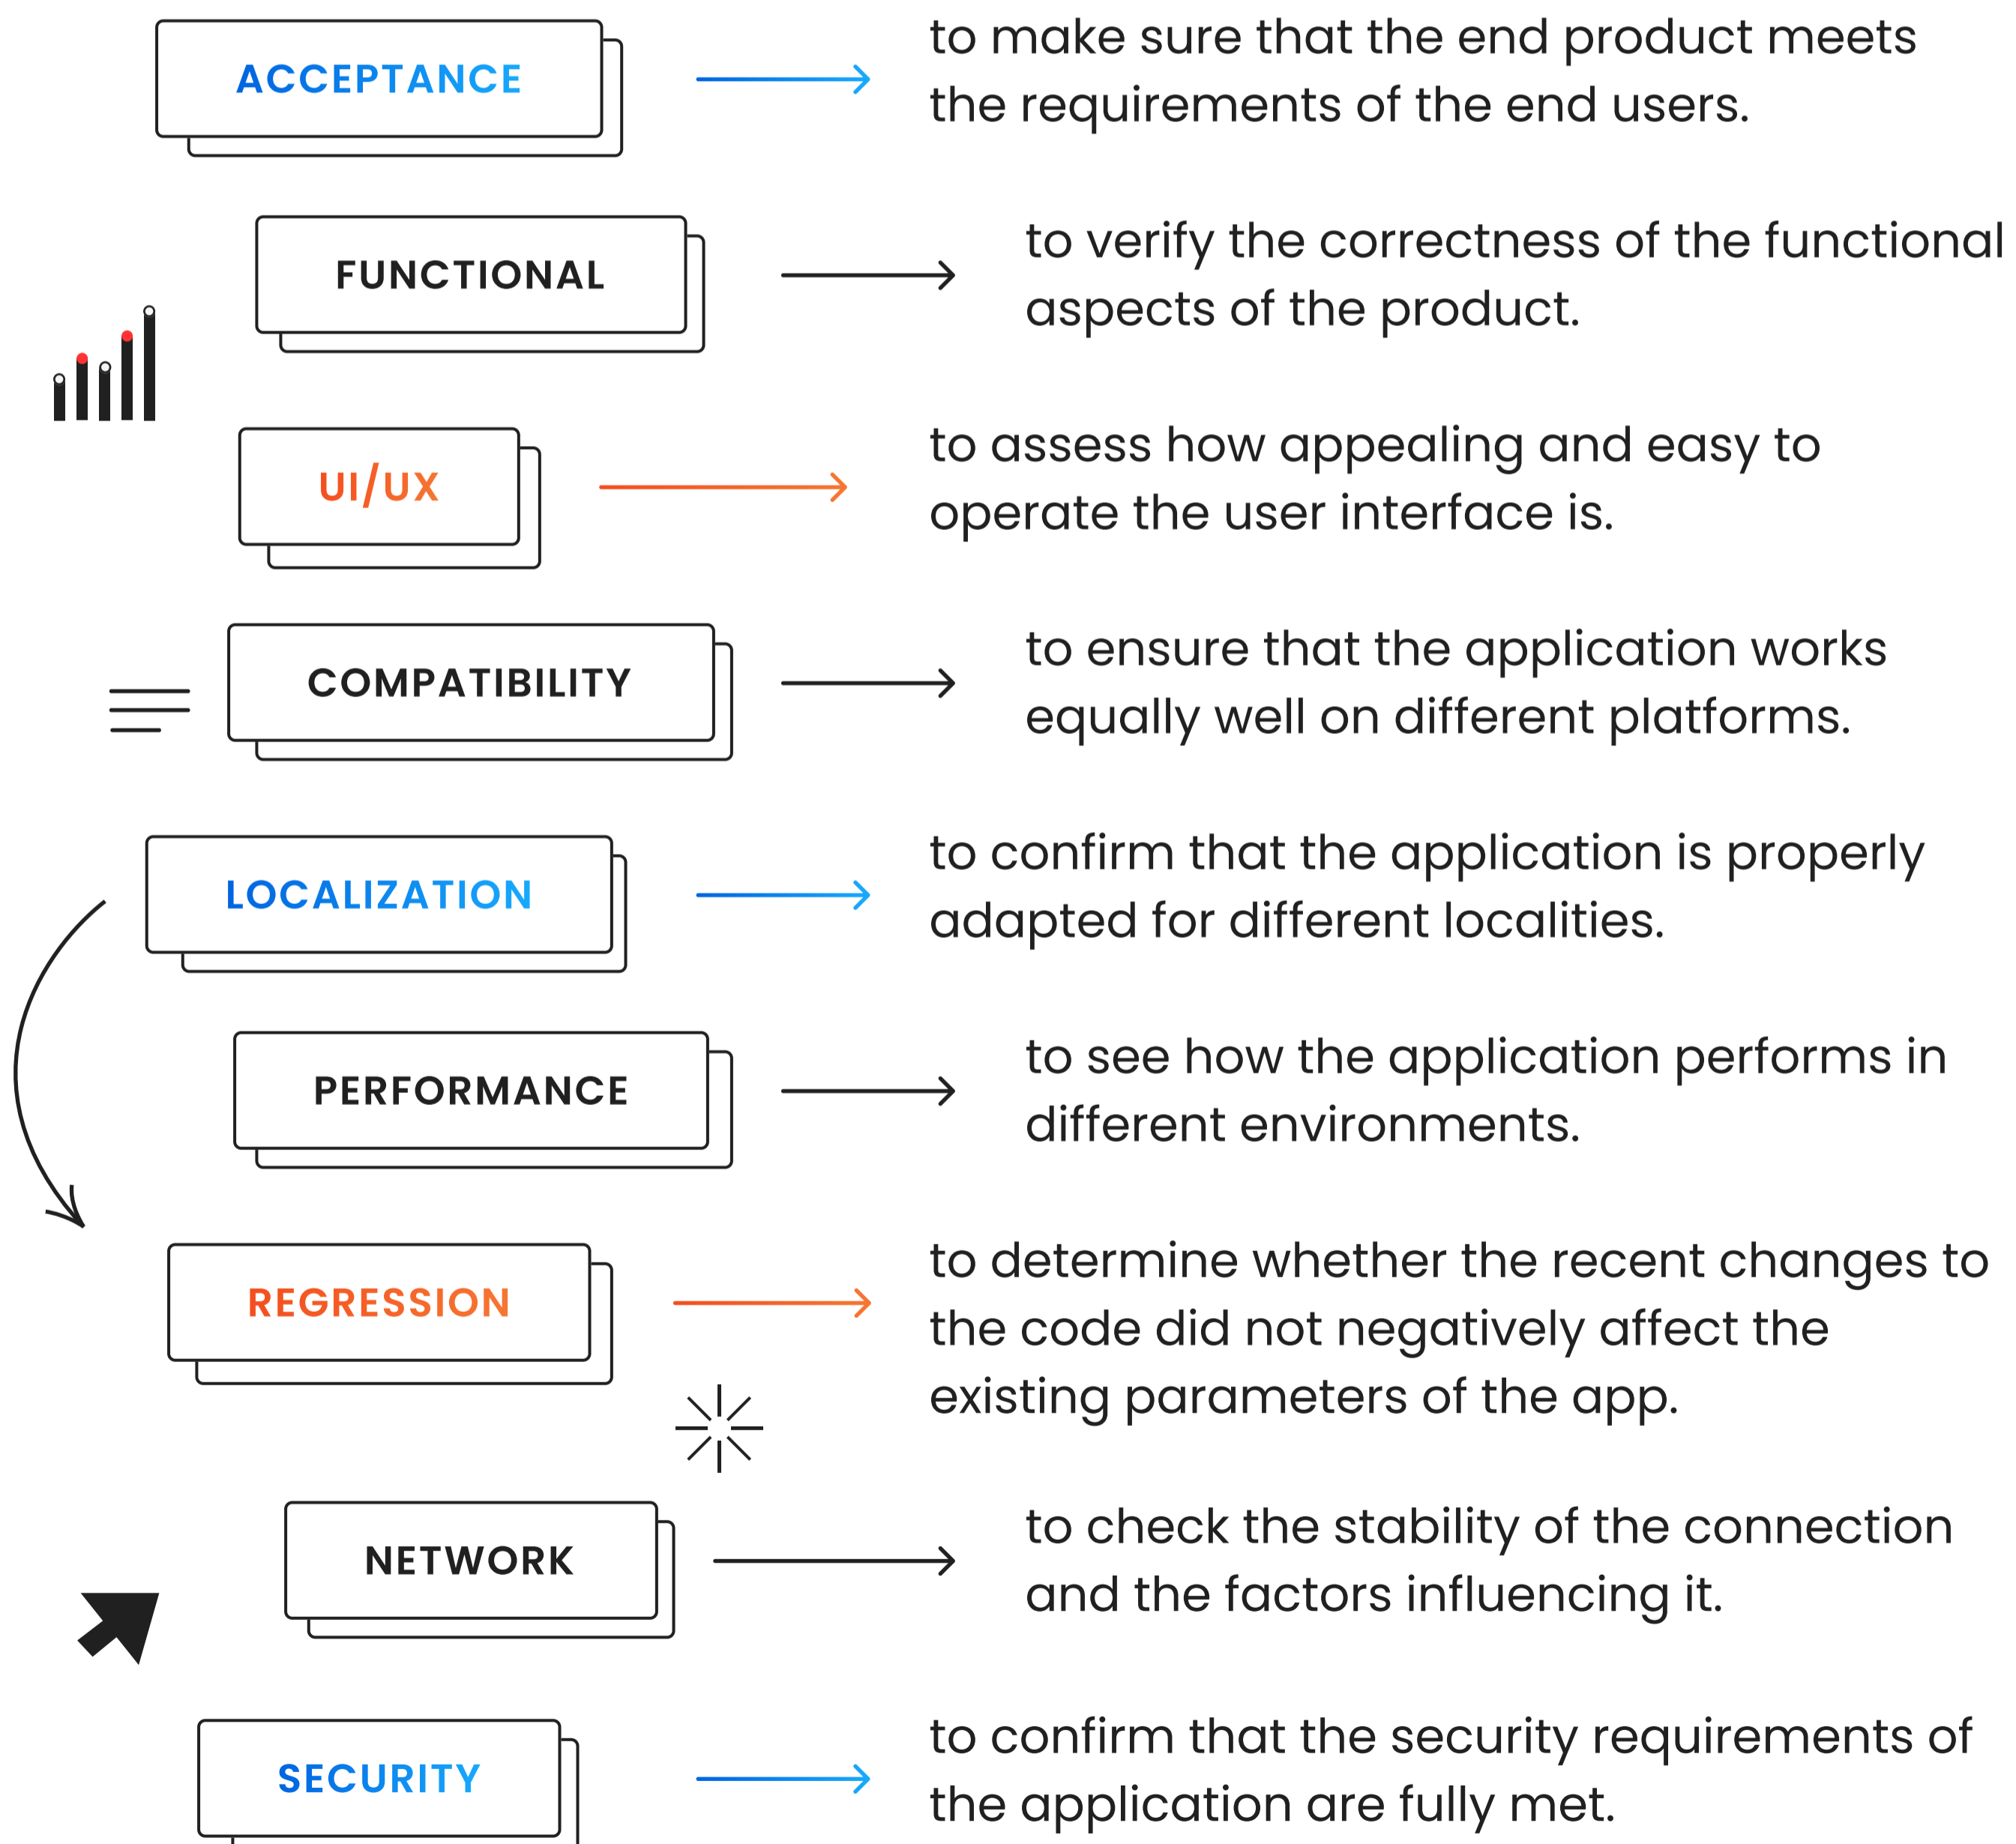 ACCEPTANCE
to make sure that the end product meets
the requirements of the end users.
FUNCTIONAL
to verify the correctness of the functional
aspects of the product.
UI/UX
to assess how appealing and easy to
operate the user interface is.
COMPATIBILITY
to ensure that the application works
equally well on different platforms.
LOCALIZATION
to confirm that the application is properly
adapted for different localities.
PERFORMANCE
to see how the application performs in
different environments.
REGRESSION
to determine whether the recent changes to
the code did not negatively affect the
existing parameters of the app.
NETWORK
to check the stability of the connection
and the factors influencing it.
SECURITY
to confirm that the security requirements of
the application are fully met.